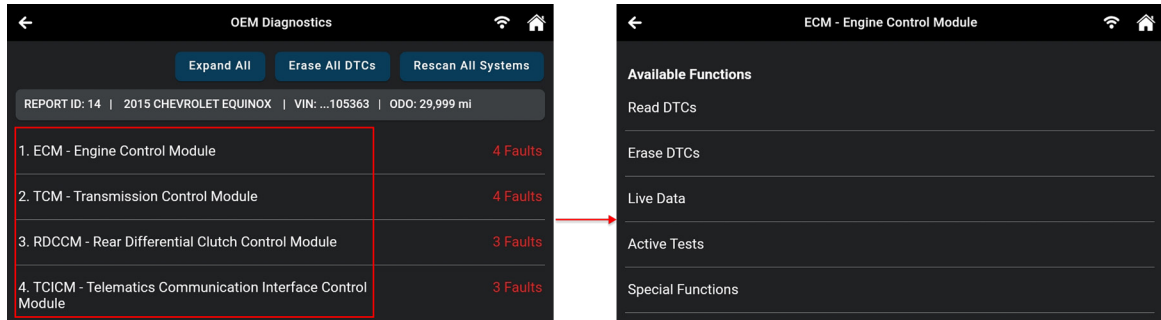 OEM Diagnostics
Expand All Erase All DTCs Rescan All Systems
REPORT ID: 14 | 2015 CHEVROLET EQUINOX | VIN: ...105363 | ODO: 29,999 mi
1. ECM - Engine Control Module 4 Faults
2. TCM - Transmission Control Module 4 Faults
3. RDCCM - Rear Differential Clutch Control Module 3 Faults
4. TCICM - Telematics Communication Interface Control 3 Faults
Module
ECM - Engine Control Module
Available Functions
Read DTCs
Erase DTCs
Live Data
Active Tests
Special Functions